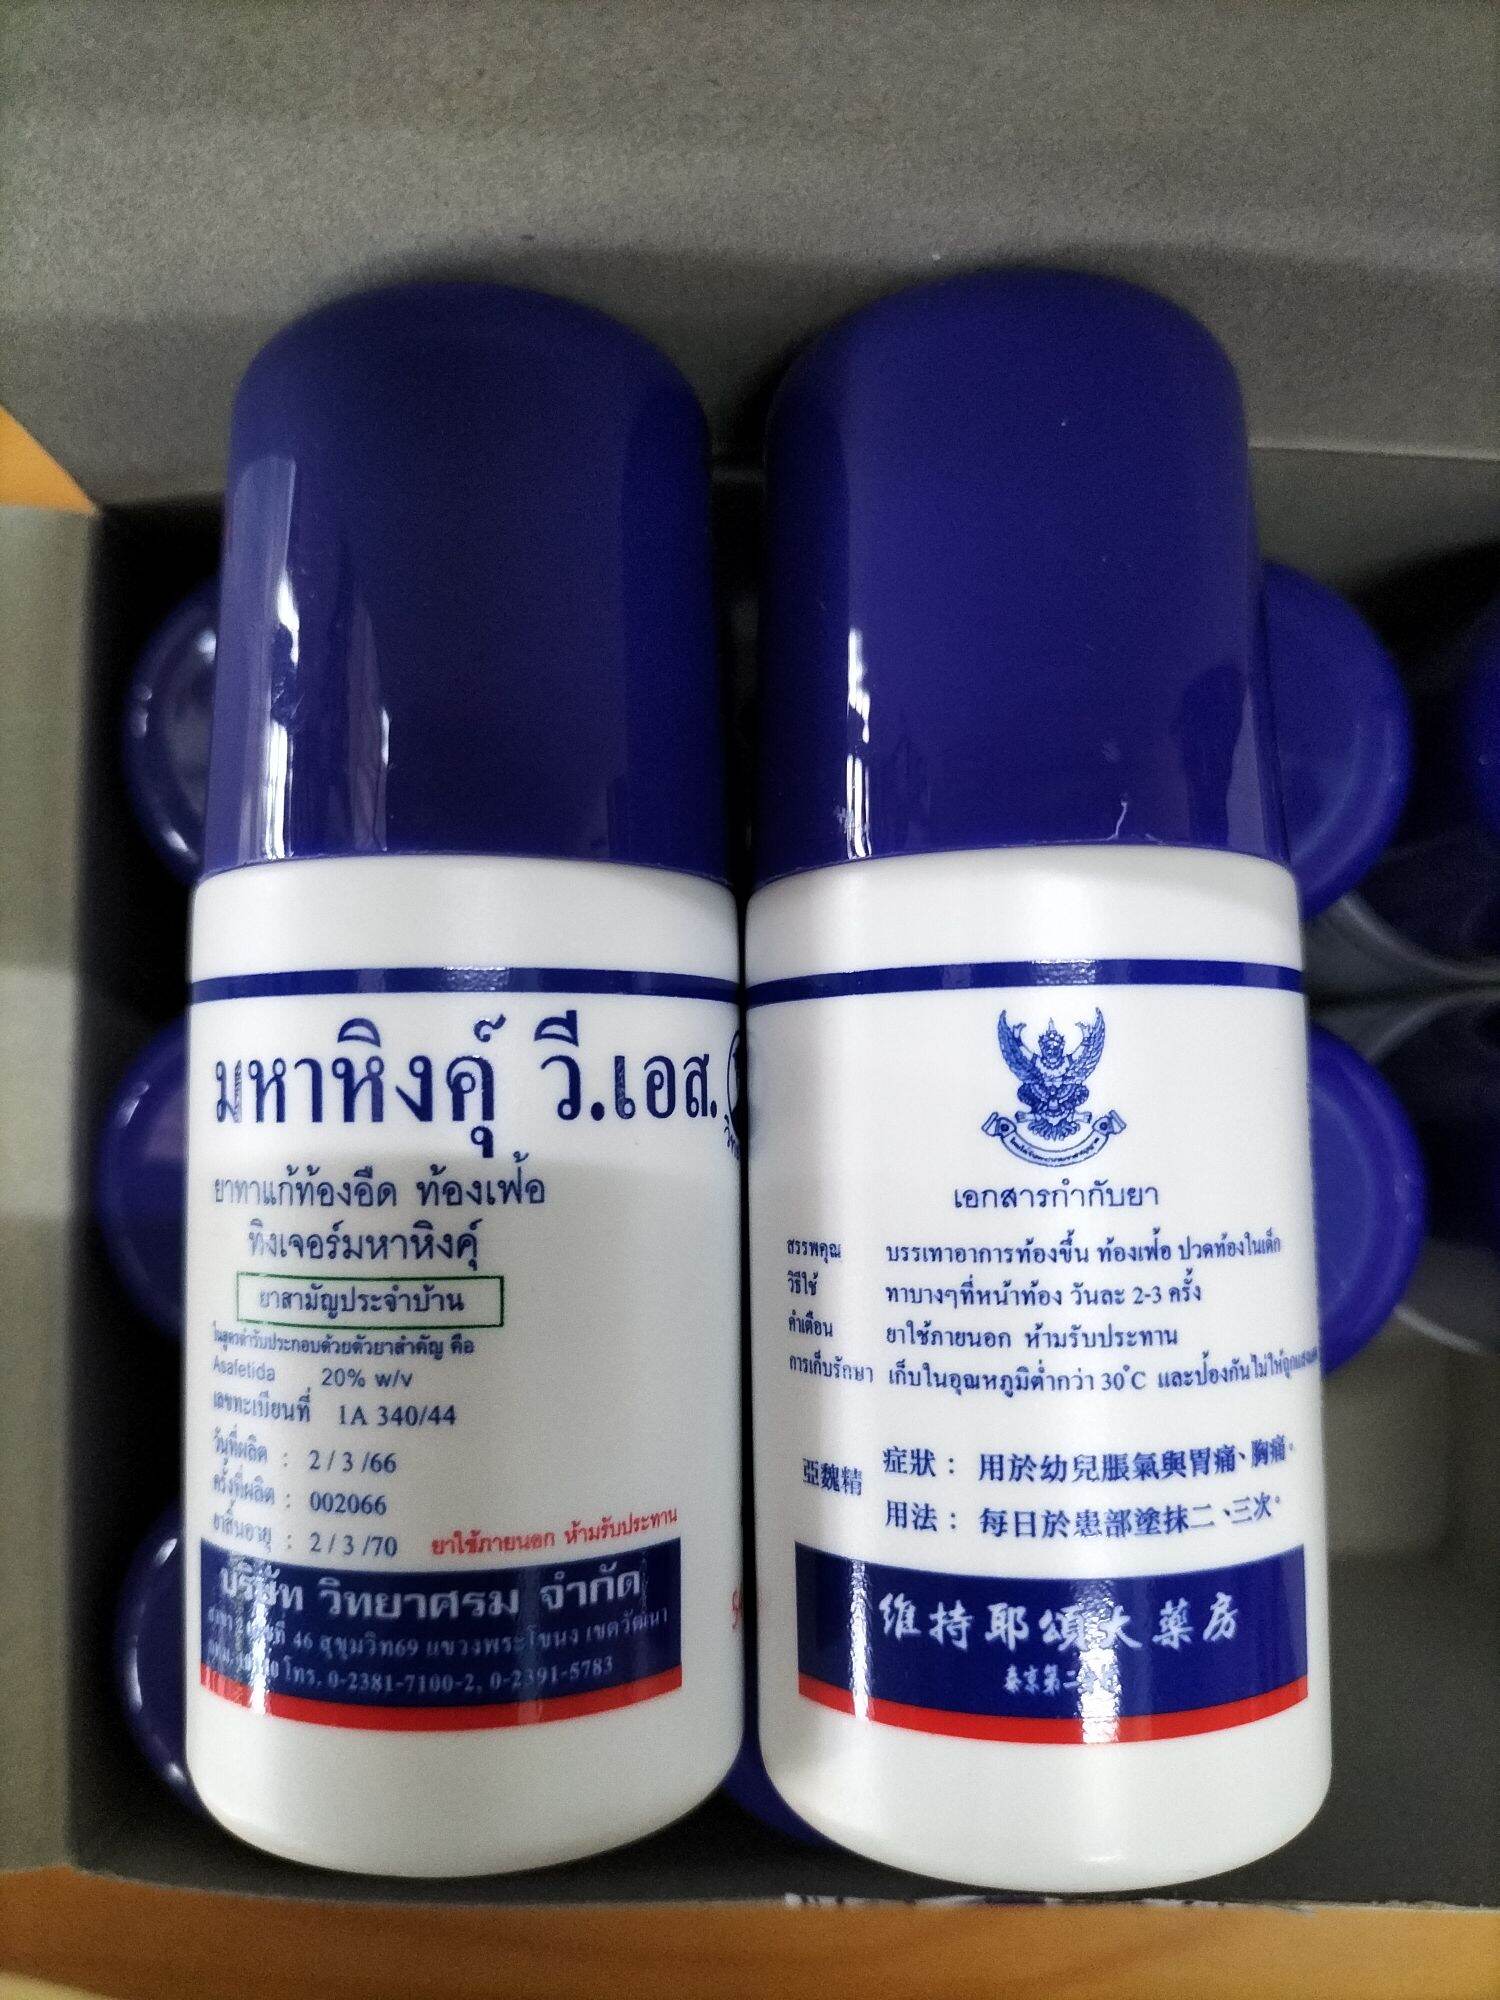 มหาหิงคุ์ วี.เอส.
ยาทาแก้ท้องอืด ท้องเฟ้อ
ทิงเจอร์มหาหิงคุ์
ยาสามัญประจำบ้าน
ในสูตรตำรับประกอบด้วยตัวยาสำคัญ คือ
Asafetida 20% w/v
เลขทะเบียนที่ 1A 340/44
วันที่ผลิต : 2 / 3 /66
ครั้งที่ผลิต : 002066
ยาสิ้นอายุ : 2 / 3 /70
ยาใช้ภายนอก ห้ามรับประทาน
บริษัท วิทยาศรม จำกัด
46 สุขุมวิท69 แขวงพระโขนง เขตวัฒนา
โทร. 0-2381-7100-2, 0-2391-5783
เอกสารกำกับยา
สรรพคุณ บรรเทาอาการท้องขึ้น ท้องเฟ้อ ปวดท้องในเด็ก
วิธีใช้ ทาบางๆที่หน้าท้อง วันละ 2-3 ครั้ง
คำเตือน ยาใช้ภายนอก ห้ามรับประทาน
การเก็บรักษา เก็บในอุณหภูมิต่ำกว่า 30°C และป้องกันไม่ให้ถูก
亞魏精
症狀： 用於幼兒脹氣與胃痛、胸痛。
用法： 每日於患部塗抹二、三次。
維持耶頌大藥房
泰京第二